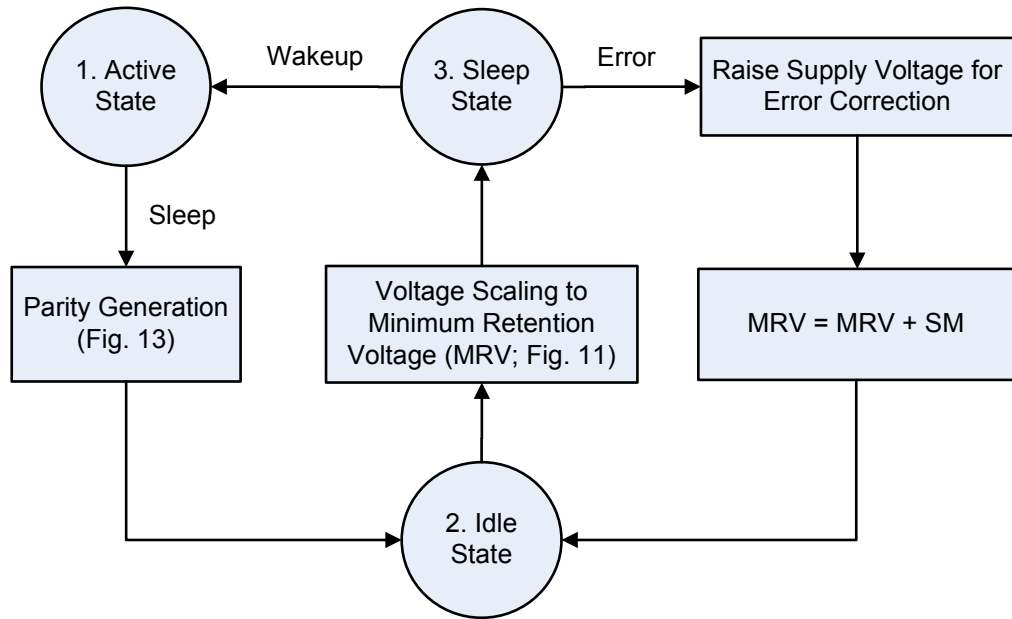 1. Active
State
Wakeup
3. Sleep
State
Error
Raise Supply Voltage for
Error Correction
Sleep
Parity Generation
(Fig. 13)
Voltage Scaling to
Minimum Retention
Voltage (MRV; Fig. 11)
MRV = MRV + SM
2. Idle
State